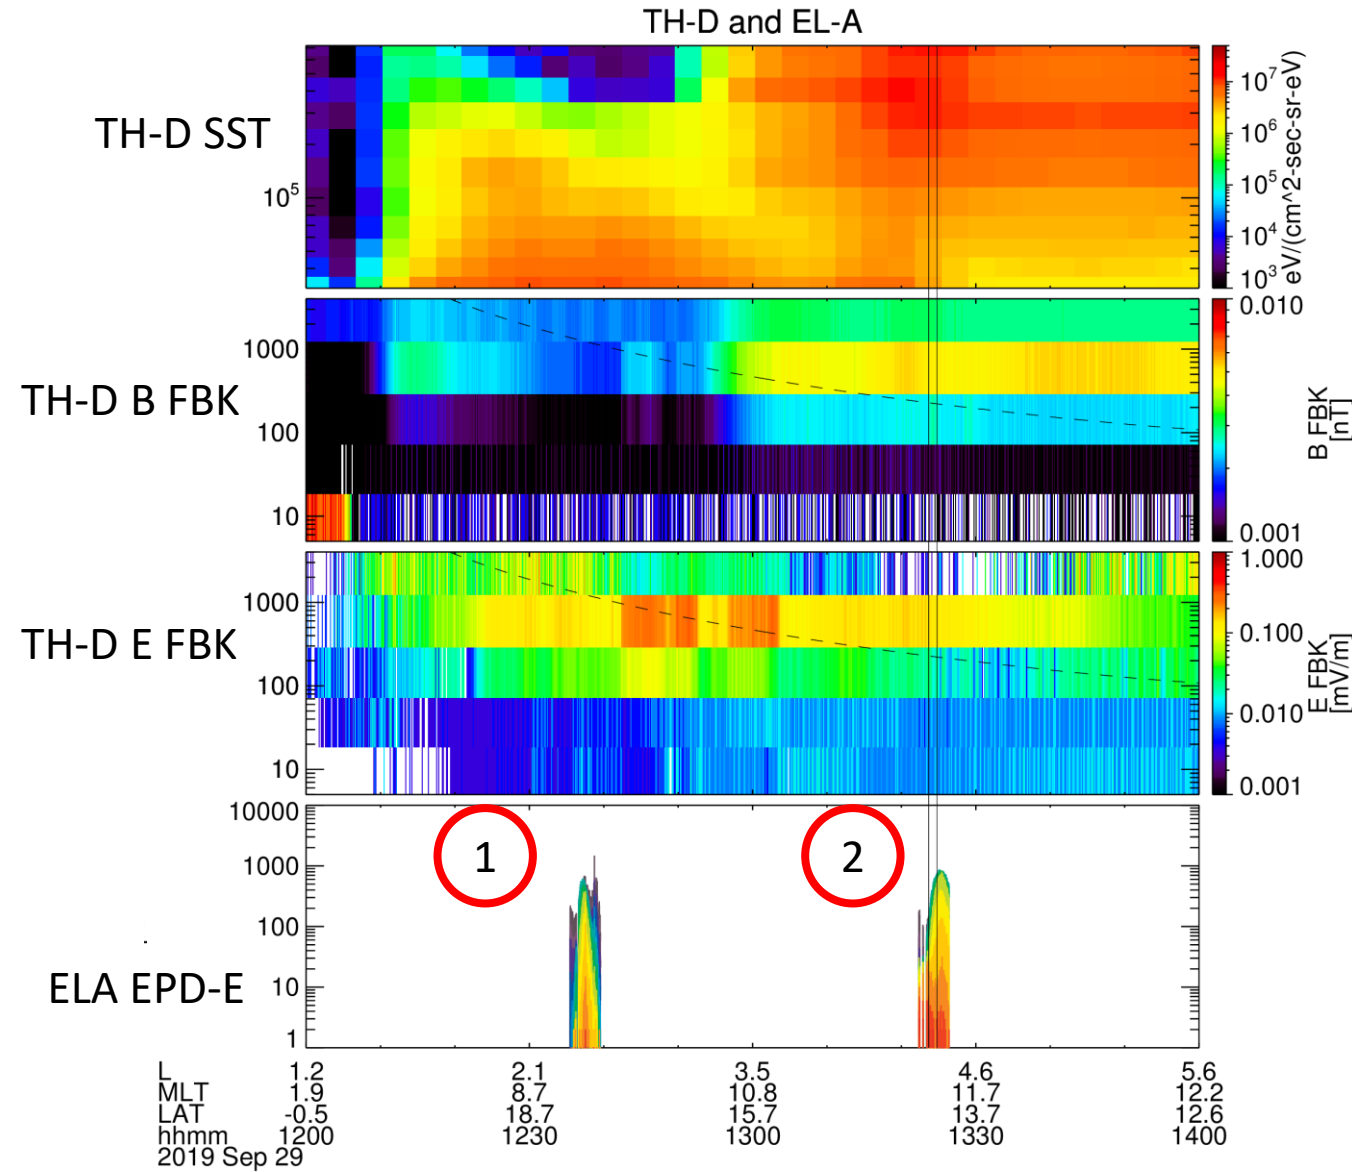 TH-D and EL-A
TH-D SST
10^5
10^7
10^6
10^5
10^4
10^3
eV/(cm^2-sec-sr-eV)
TH-D B FBK
1000
100
10
0.010
0.001
B FBK
[nT]
TH-D E FBK
1000
100
10
1.000
0.100
0.010
0.001
E FBK
[mV/m]
ELA EPD-E
10000
1000
100
10
1
1
2
L 1.2 2.1 3.5 4.6 5.6
MLT 1.9 8.7 10.8 11.7 12.2
LAT -0.5 18.7 15.7 13.7 12.6
hhmm 1200 1230 1300 1330 1400
2019 Sep 29